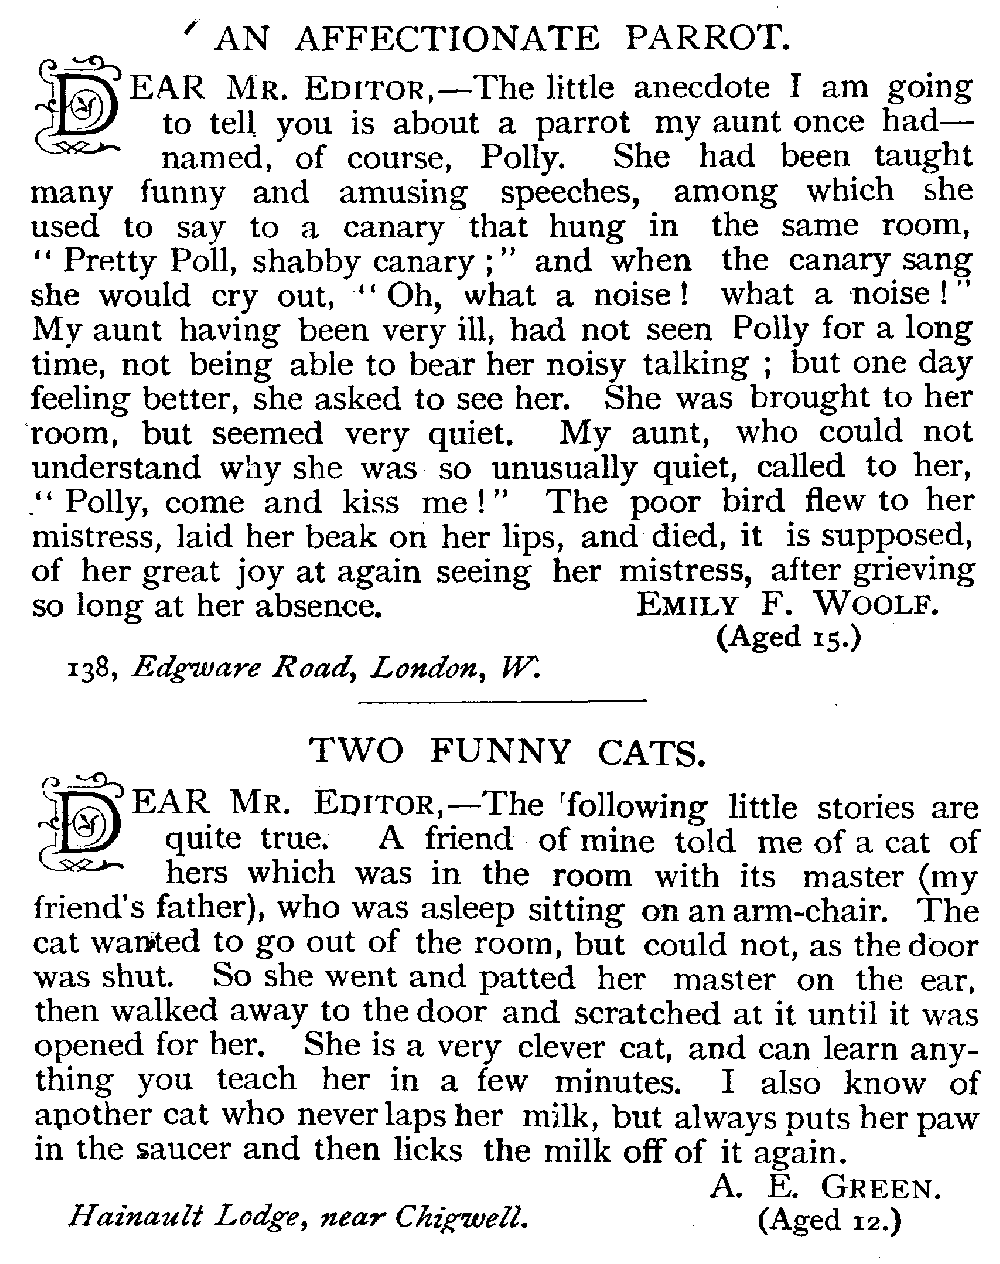 AN AFFECTIONATE PARROT.
DEAR MR. EDITOR,—The little anecdote I am going
to tell you is about a parrot my aunt once had—
named, of course, Polly. She had been taught
many funny and amusing speeches, among which she
used to say to a canary that hung in the same room,
“ Pretty Poll, shabby canary ;” and when the canary sang
she would cry out, “ Oh, what a noise ! what a noise !”
My aunt having been very ill, had not seen Polly for a long
time, not being able to bear her noisy talking ; but one day
feeling better, she asked to see her. She was brought to her
room, but seemed very quiet. My aunt, who could not
understand why she was so unusually quiet, called to her,
“ Polly, come and kiss me !” The poor bird flew to her
mistress, laid her beak on her lips, and died, it is supposed,
of her great joy at again seeing her mistress, after grieving
so long at her absence. EMILY F. WOOLF.
(Aged 15.)
138, Edgware Road, London, W.
TWO FUNNY CATS.
DEAR MR. EDITOR,—The following little stories are
quite true. A friend of mine told me of a cat of
hers which was in the room with its master (my
friend's father), who was asleep sitting on an arm-chair. The
cat wanted to go out of the room, but could not, as the door
was shut. So she went and patted her master on the ear,
then walked away to the door and scratched at it until it was
opened for her. She is a very clever cat, and can learn any-
thing you teach her in a few minutes. I also know of
another cat who never laps her milk, but always puts her paw
in the saucer and then licks the milk off of it again.
A. E. GREEN.
Hainault Lodge, near Chigwell. (Aged 12.)